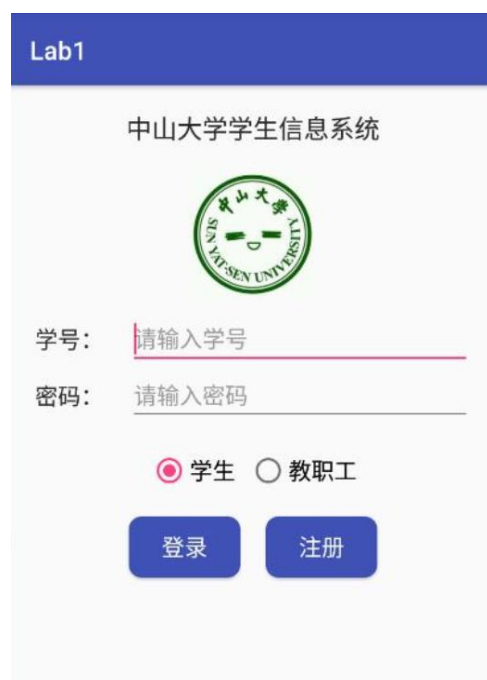 Lab1
中山大学学生信息系统
中山大学
SUN YAT-SEN UNIVERSITY
学号： 请输入学号
密码： 请输入密码
学生 教职工
登录 注册